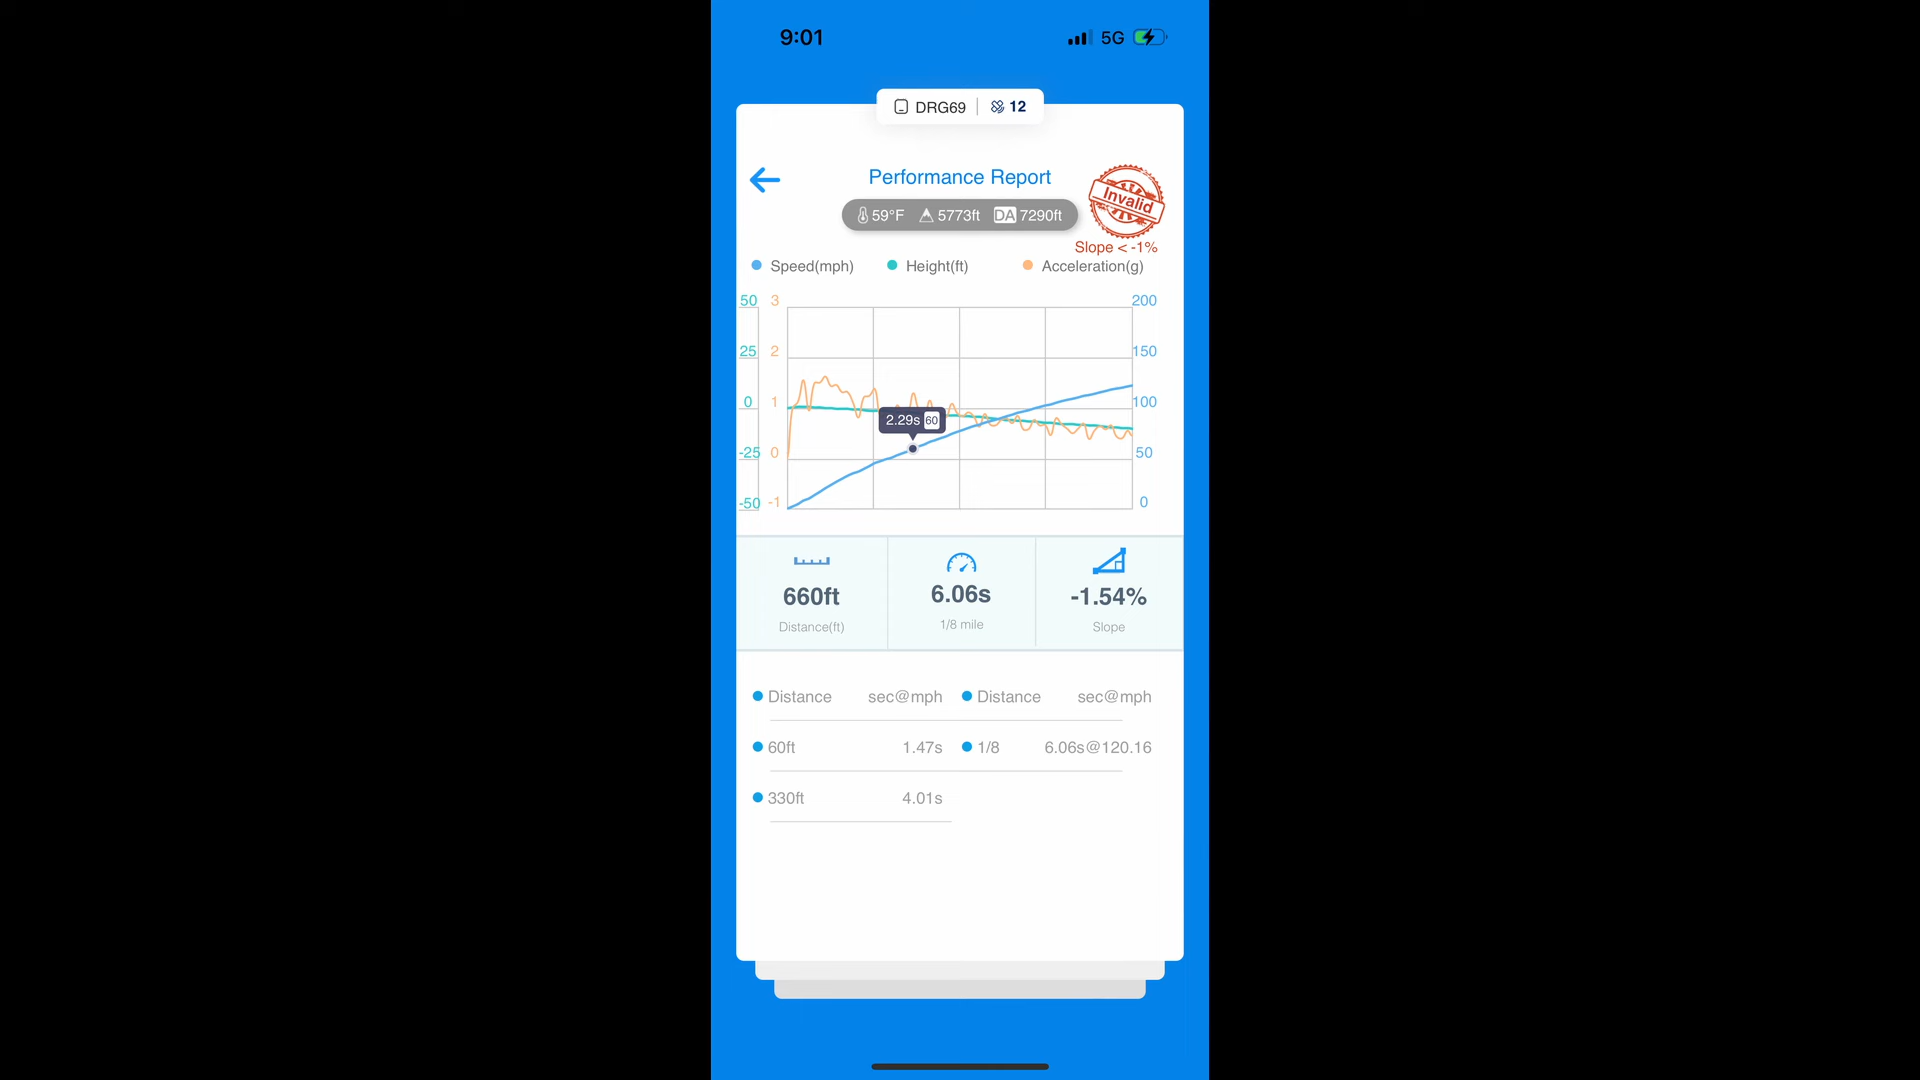 9:01 5G
DRG69 12
Performance Report
Invalid
59°F 5773ft DA 7290ft
Slope < -1%
Speed(mph) Height(ft) Acceleration(g)
50 3 200
25 2 150
0 1 100
2.29s 60
-25 0 50
-50 -1 0
660ft 6.06s -1.54%
Distance(ft) 1/8 mile Slope
Distance sec@mph Distance sec@mph
60ft 1.47s 1/8 6.06s@120.16
330ft 4.01s